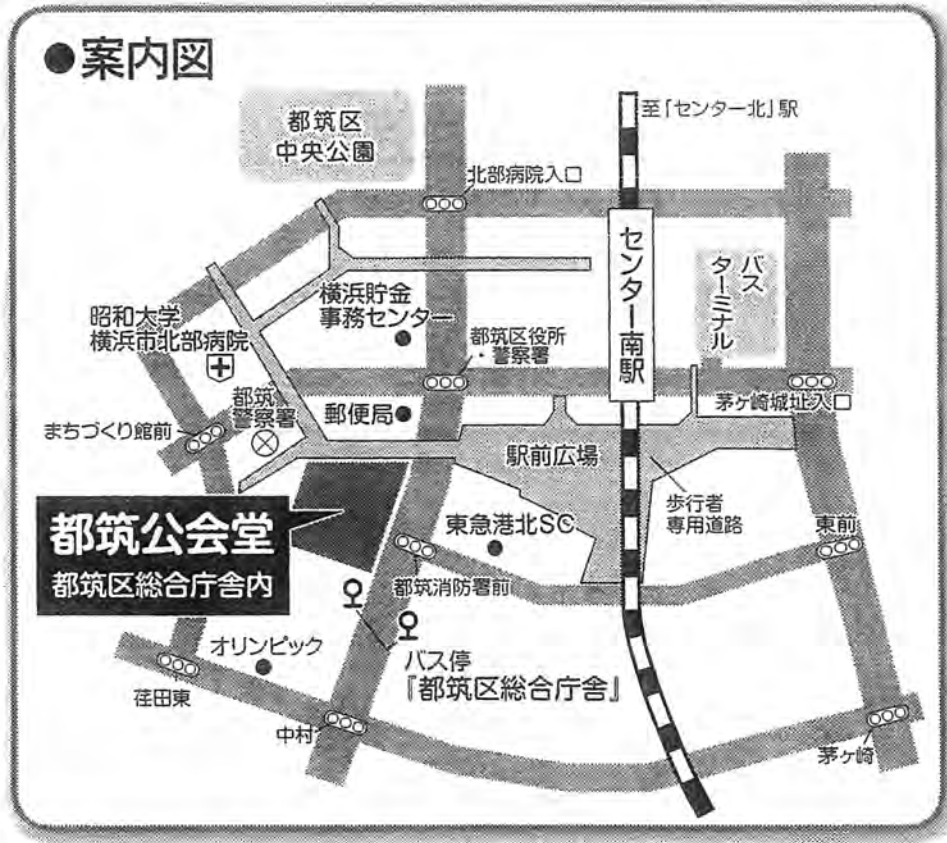 ●案内図
至「センター北」駅
都筑区
中央公園
北部病院入口
センター南駅
バス
ターミナル
横浜貯金
事務センター
昭和大学
横浜市北部病院
都筑区役所
・警察署
都筑
警察署
郵便局
茅ヶ崎城址入口
まちづくり館前
駅前広場
歩行者
専用道路
都筑公会堂
都筑区総合庁舎内
東急港北SC
東前
都筑消防署前
オリンピック
バス停
『都筑区総合庁舎』
荏田東
中村
茅ヶ崎